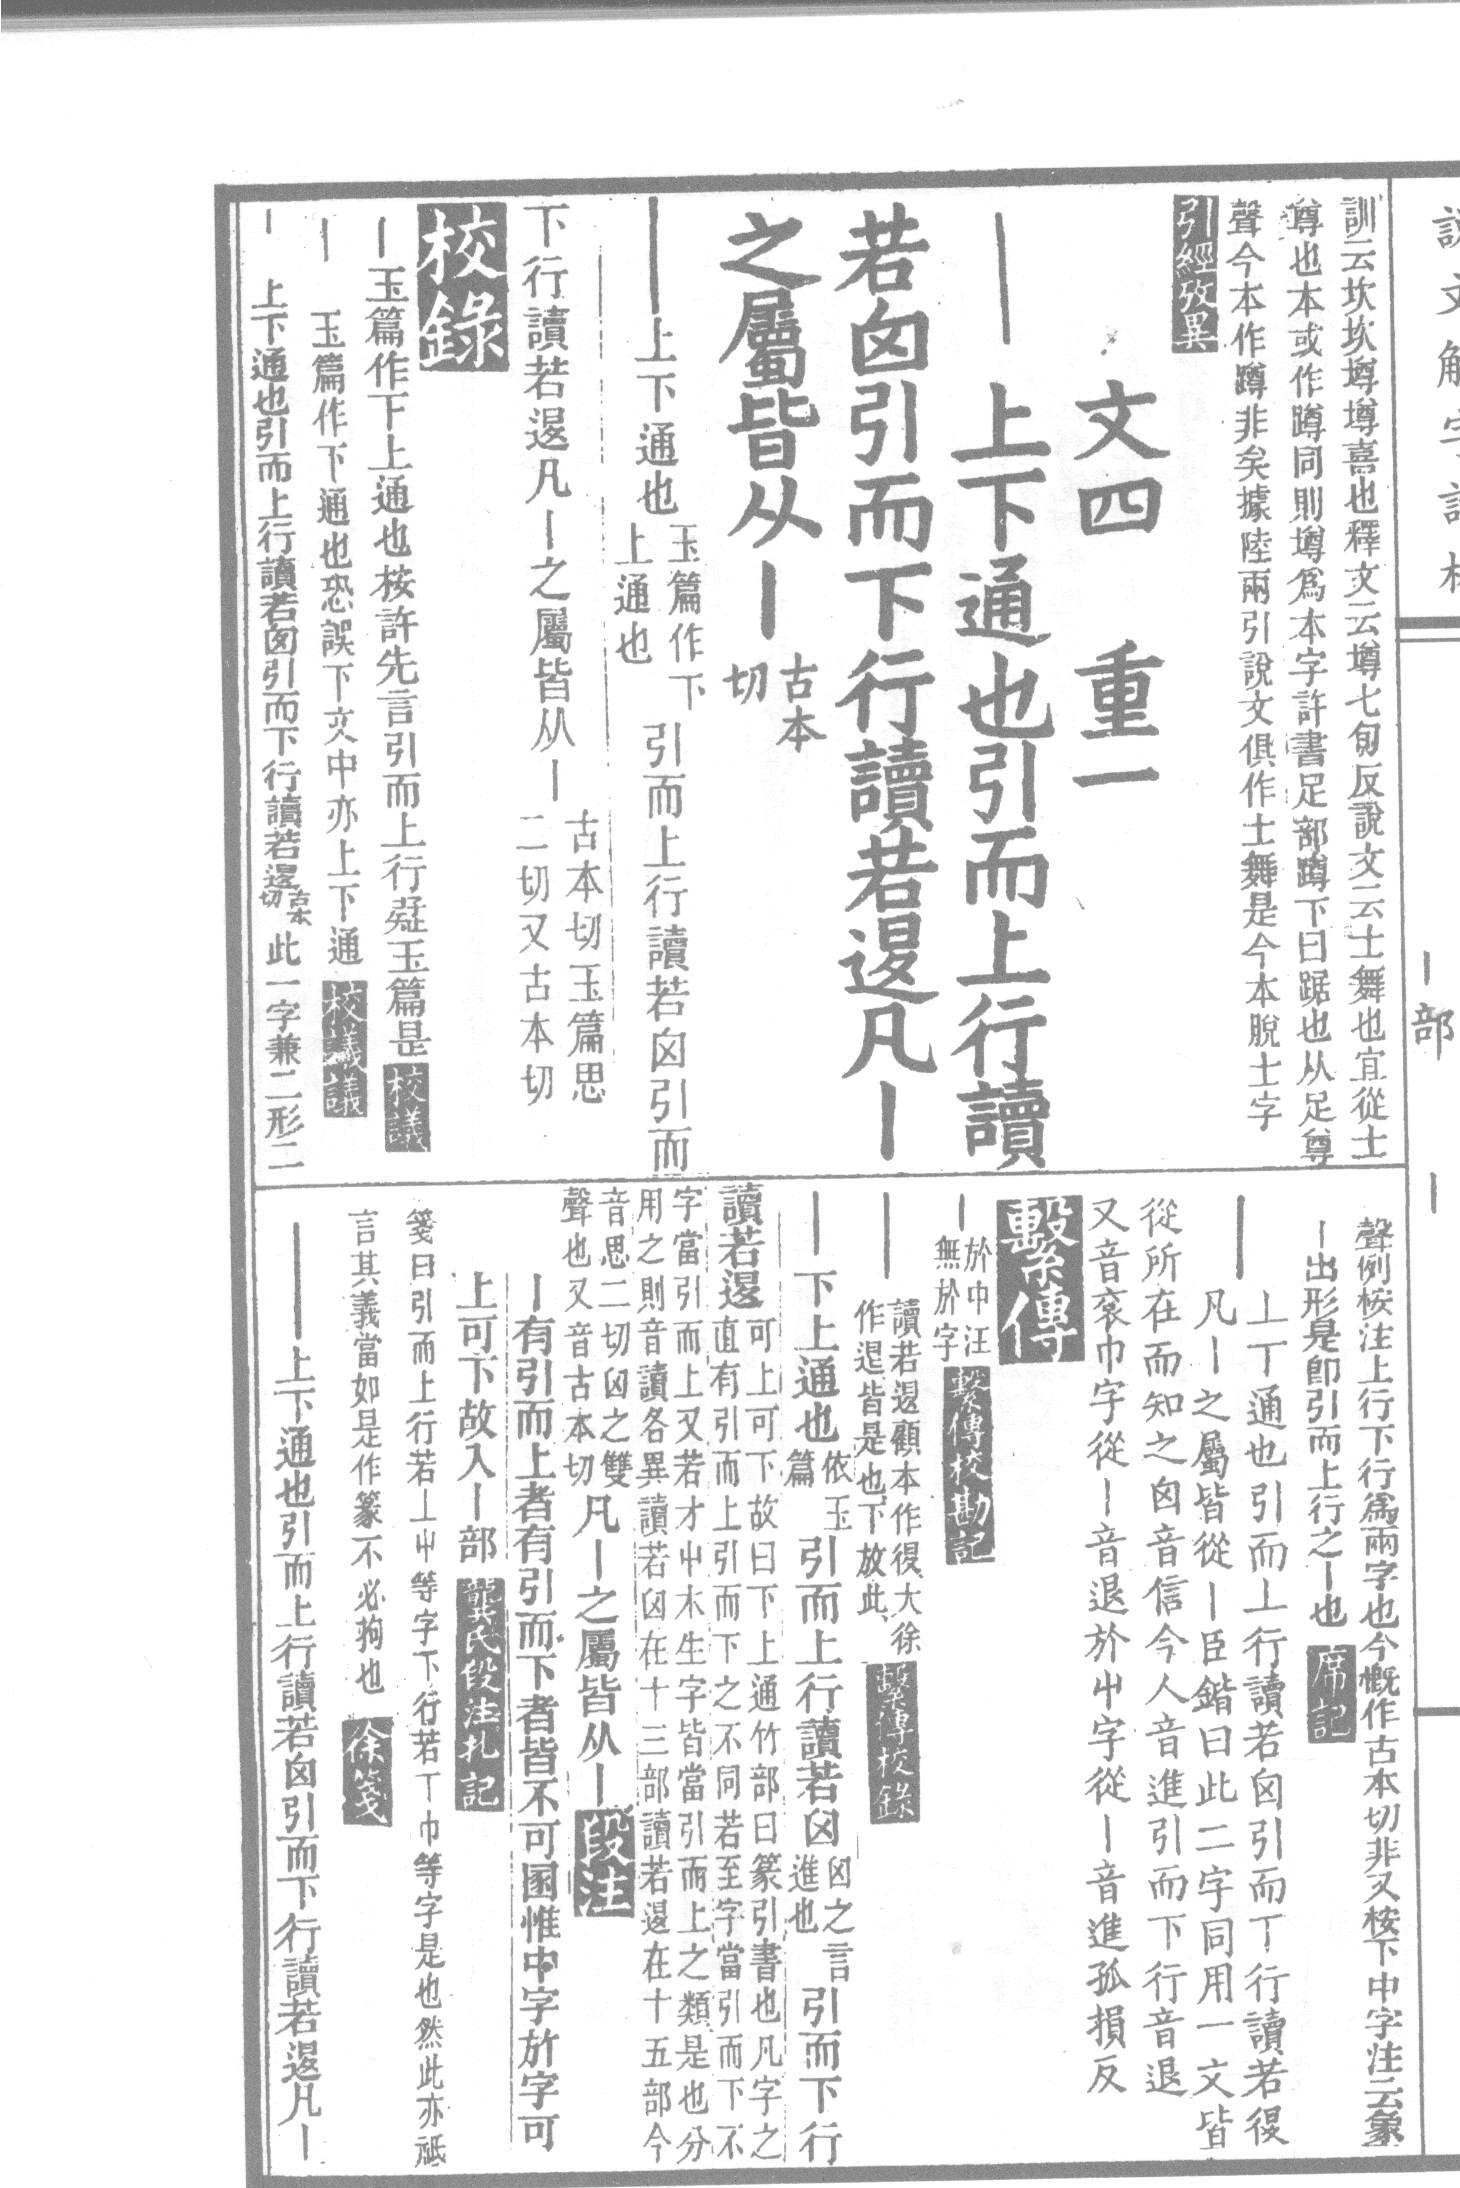 說文解字詁林
丨部
丨
訓云坎坎墫墫喜也釋文云墫七旬反說文云士舞也宜從士
墫也本或作蹲同則墫爲本字許書足部蹲下曰踞也从足尊
聲今本作蹲非矣據陸兩引說文俱作士舞是今本脫士字
引經攷異
文四 重一
丨 上下通也引而上行讀
若囟引而下行讀若𨓤凡丨
之屬皆从丨 古本
切
丨上下通也 玉篇作下
上通也 引而上行讀若囟引而
下行讀若𨓤凡丨之屬皆从丨 古本切玉篇思
二切又古本切
校錄
丨玉篇作下上通也桉許先言引而上行疑玉篇是 校議
丨 玉篇作下通也恐誤下文中亦上下通 校議議
丨 上下通也引而上行讀若囟引而下行讀若𨓤 古本
切 此一字兼二形二
聲例桉注上行下行爲兩字也今概作古本切非又桉下中字注云象
丨出形是卽引而上行之丨也 席記
丨 丄丅通也引而丄行讀若囟引而丅行讀若㣪
凡丨之屬皆從丨臣鍇曰此二字同用一文皆
從所在而知之囟音信今人音進引而下行音退
又音衮巾字從丨音退於屮字從丨音進孤損反
繫傳
丨 於中注
無於字 繫傳校勘記
丨 讀若𨓤顧本作㣪大徐
作𨓤皆是也下放此 繫傳校錄
丨下上通也 依玉
篇 引而上行讀若囟 囟之言
進也 引而下行
讀若𨓤 可上可下故曰下上通竹部曰篆引書也凡字之
直有引而上引而下之不同若至字當引而下不
字當引而上又若才屮木生字皆當引而上之類是也分
用之則音讀各異讀若囟在十三部讀若𨓤在十五部今
音思二切囟之雙
聲也又音古本切 凡丨之屬皆从丨 段注
丨有引而上者有引而下者皆不可圂惟中字於字可
上可下故入丨部 龔氏段注札記
箋曰引而上行若丄屮等字下行若丅巾等字是也然此亦祗
言其義當如是作篆不必拘也 徐箋
丨 上下通也引而上行讀若囟引而下行讀若𨓤凡丨